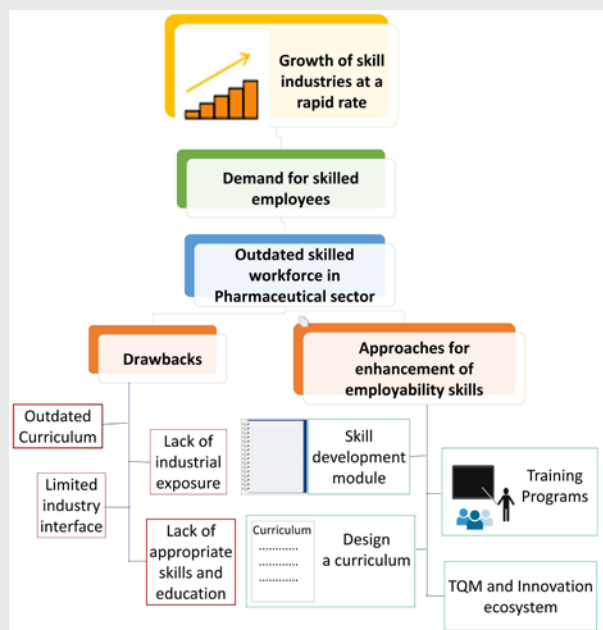 Growth of skill
industries at a
rapid rate
Demand for skilled
employees
Outdated skilled
workforce in
Pharmaceutical sector
Drawbacks
Approaches for
enhancement of
employability skills
Outdated
Curriculum
Lack of
industrial
exposure
Limited
industry
interface
Lack of
appropriate
skills and
education
Skill
development
module
Training
Programs
Curriculum
Design
a curriculum
TQM and Innovation
ecosystem